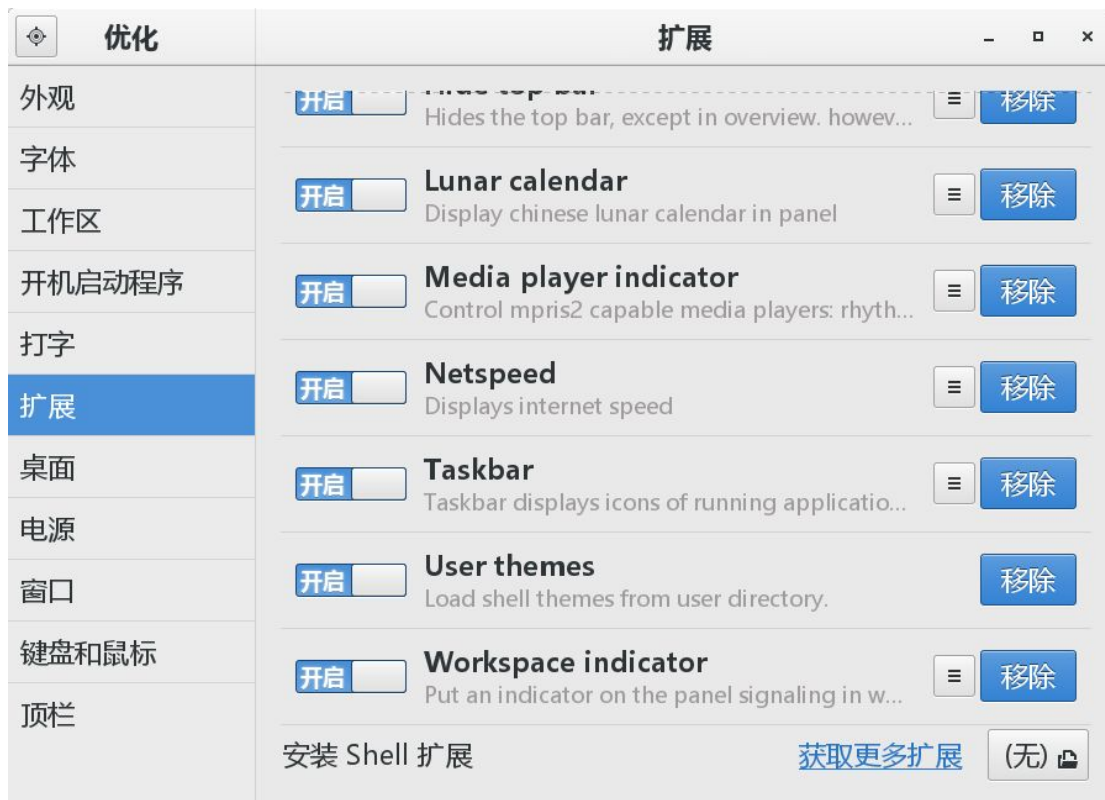 优化
扩展
外观
字体
工作区
开机启动程序
打字
扩展
桌面
电源
窗口
键盘和鼠标
顶栏
开启 Hide top bar 移除
Hides the top bar, except in overview. howev...
开启 Lunar calendar 移除
Display chinese lunar calendar in panel
开启 Media player indicator 移除
Control mpris2 capable media players: rhyth...
开启 Netspeed 移除
Displays internet speed
开启 Taskbar 移除
Taskbar displays icons of running applicatio...
开启 User themes 移除
Load shell themes from user directory.
开启 Workspace indicator 移除
Put an indicator on the panel signaling in w...
安装 Shell 扩展 获取更多扩展 (无)